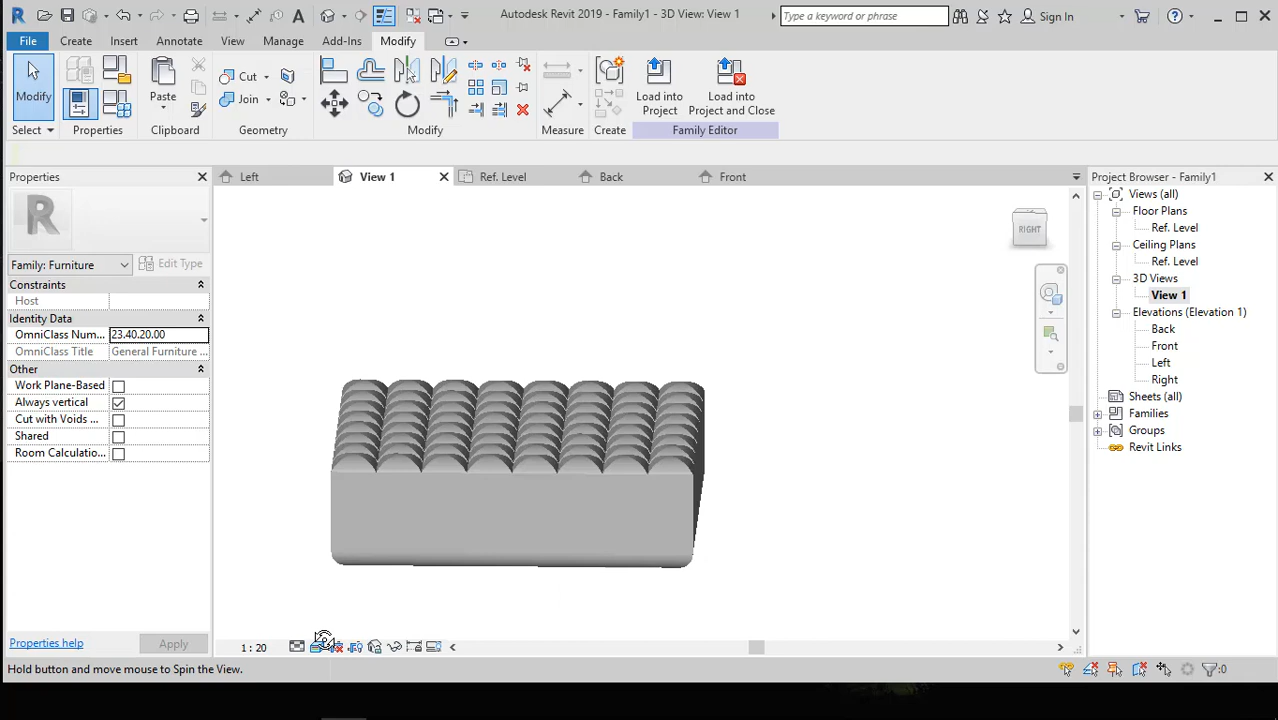 Autodesk Revit 2019 - Family1 - 3D View: View 1
Type a keyword or phrase
Sign In
File Create Insert Annotate View Manage Add-Ins Modify
Modify
Paste
Cut
Join
Load into Project
Load into Project and Close
Select Properties Clipboard Geometry Modify Measure Create Family Editor
Properties
Left View 1 Ref. Level Back Front
Project Browser - Family1
Family: Furniture
Edit Type
Constraints
Host
Identity Data
OmniClass Num... 23.40.20.00
OmniClass Title General Furniture ...
Other
Work Plane-Based
Always vertical
Cut with Voids ...
Shared
Room Calculatio...
Properties help
Apply
RIGHT
Views (all)
Floor Plans
Ref. Level
Ceiling Plans
Ref. Level
3D Views
View 1
Elevations (Elevation 1)
Back
Front
Left
Right
Sheets (all)
Families
Groups
Revit Links
1 : 20
Hold button and move mouse to Spin the View.
:0